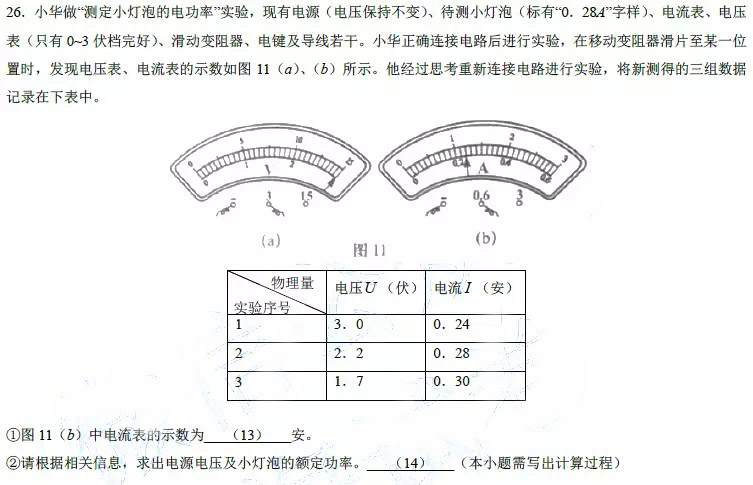 26．小华做“测定小灯泡的电功率”实验，现有电源（电压保持不变）、待测小灯泡（标有“0．28A”字样）、电流表、电压
表（只有0~3伏档完好）、滑动变阻器、电键及导线若干。小华正确连接电路后进行实验，在移动变阻器滑片至某一位
置时，发现电压表、电流表的示数如图 11（a）、（b）所示。他经过思考重新连接电路进行实验，将新测得的三组数据
记录在下表中。
0 5 10 15
0 1 2 3
V
3 15
(a)
0 1 2 3
0 0.2 0.4 0.6
A
0.6 3
(b)
图 11
物理量
实验序号
电压U（伏） 电流I（安）
1 3．0 0．24
2 2．2 0．28
3 1．7 0．30
①图 11（b）中电流表的示数为 （13） 安。
②请根据相关信息，求出电源电压及小灯泡的额定功率。 （14） （本小题需写出计算过程）